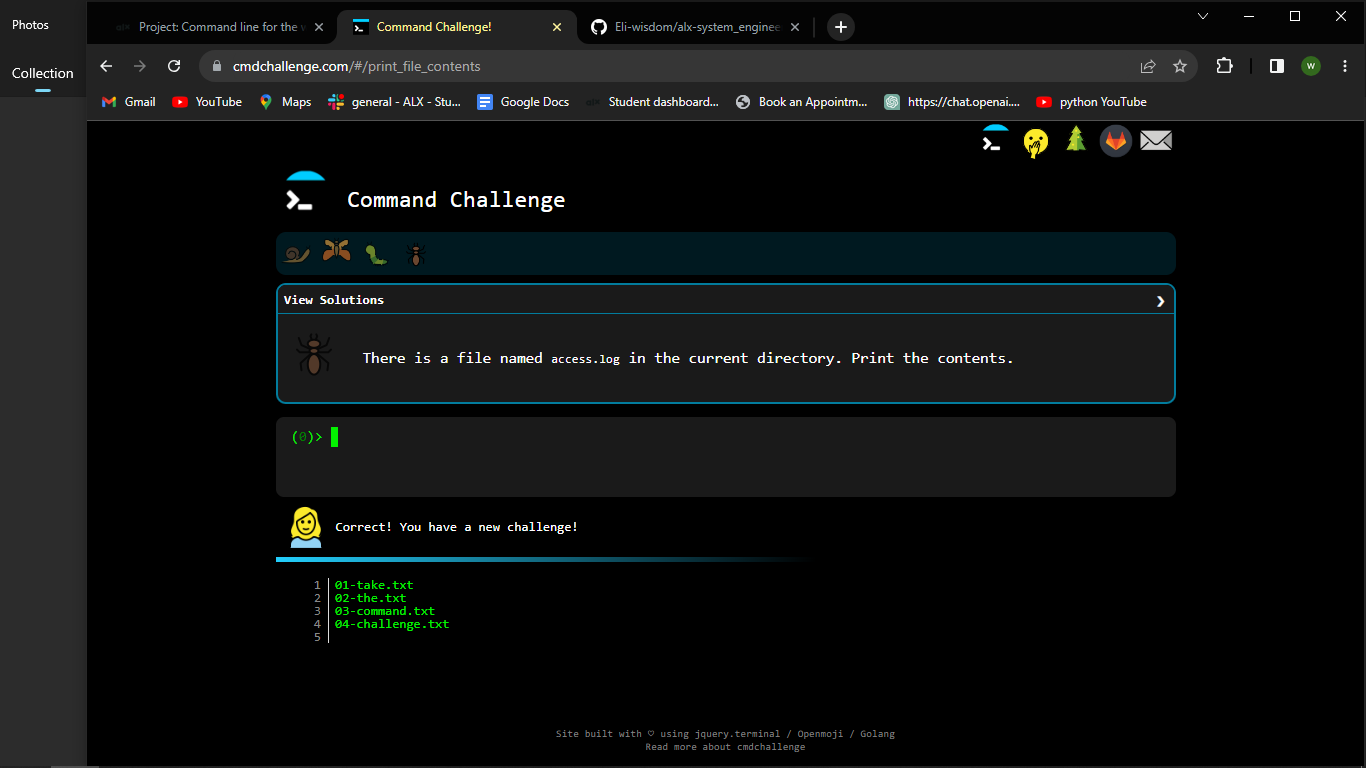 Photos
Collection
Project: Command line for the w
Command Challenge!
Eli-wisdom/alx-system_enginee
cmdchallenge.com/#/print_file_contents
W
Gmail
YouTube
Maps
general - ALX - Stu...
Google Docs
Student dashboard...
Book an Appointm...
https://chat.openai....
python YouTube
Command Challenge
View Solutions
There is a file named access.log in the current directory. Print the contents.
(0)>
Correct! You have a new challenge!
1 01-take.txt
2 02-the.txt
3 03-command.txt
4 04-challenge.txt
5
Site built with ♡ using jquery.terminal / Openmoji / Golang
Read more about cmdchallenge